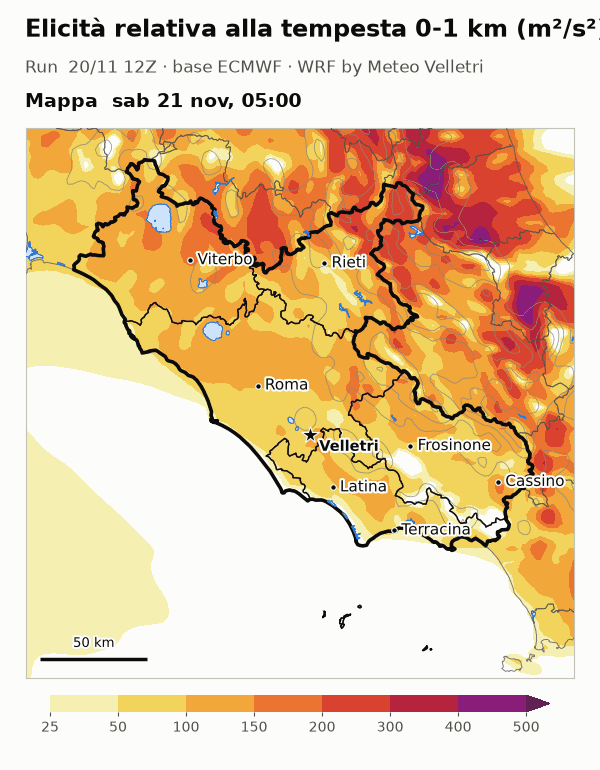 Elicità relativa alla tempesta 0-1 km (m²/s²)
Run 20/11 12Z · base ECMWF · WRF by Meteo Velletri
Mappa sab 21 nov, 05:00
Viterbo
Rieti
Roma
Velletri
Frosinone
Cassino
Latina
Terracina
50 km
25 50 100 150 200 300 400 500